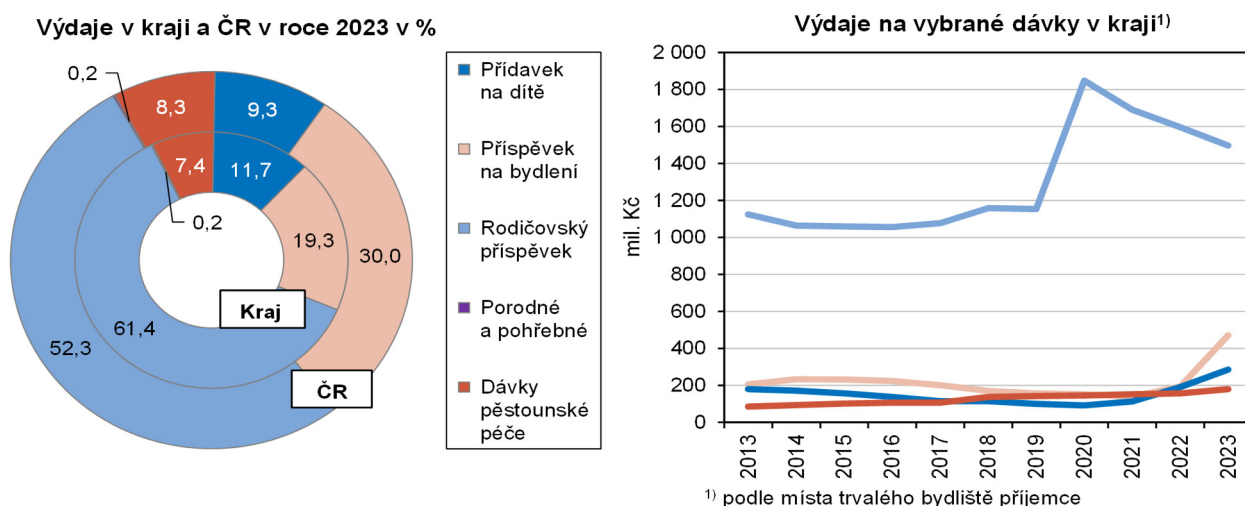 Výdaje v kraji a ČR v roce 2023 v %
0,2
8,3
9,3
7,4
11,7
0,2
19,3
30,0
Kraj
61,4
52,3
ČR
Přídavek
na dítě
Příspěvek
na bydlení
Rodičovský
příspěvek
Porodné
a pohřebné
Dávky
pěstounské
péče
Výdaje na vybrané dávky v kraji¹⁾
mil. Kč
2 000
1 800
1 600
1 400
1 200
1 000
800
600
400
200
0
2013
2014
2015
2016
2017
2018
2019
2020
2021
2022
2023
¹⁾ podle místa trvalého bydliště příjemce